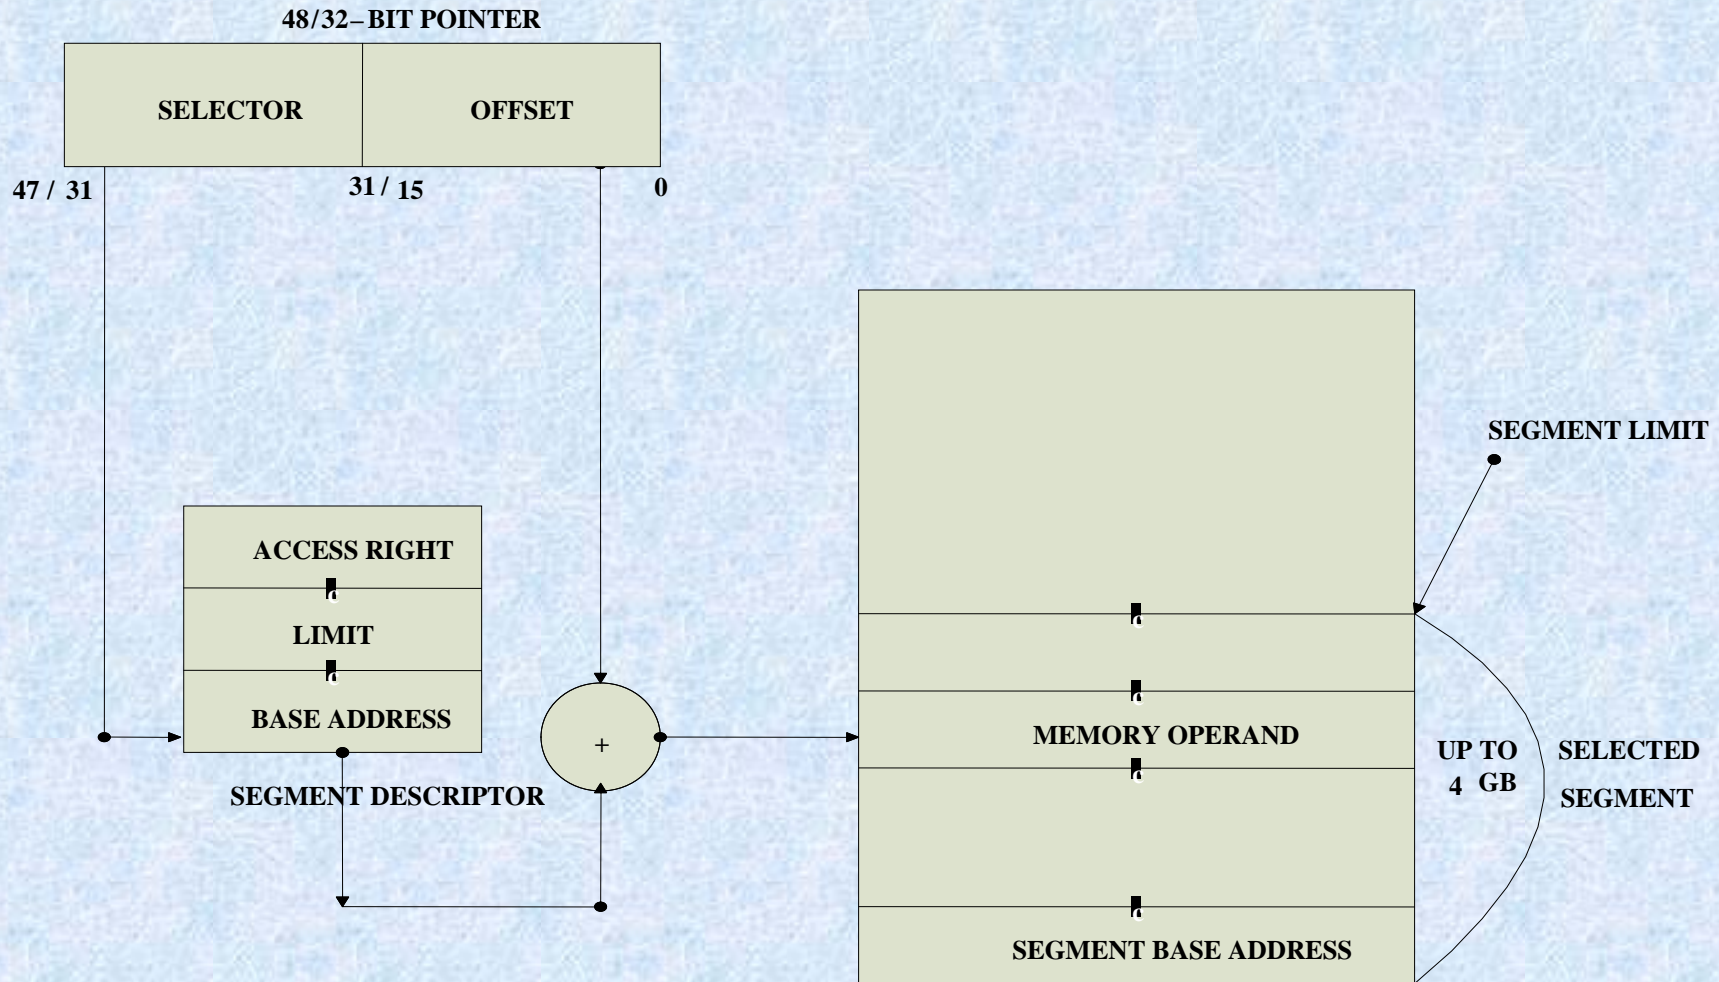 48/32–BIT POINTER
SELECTOR OFFSET
47 / 31 31 / 15 0
SEGMENT LIMIT
ACCESS RIGHT
LIMIT
BASE ADDRESS
SEGMENT DESCRIPTOR
+
MEMORY OPERAND
UP TO
4 GB
SELECTED
SEGMENT
SEGMENT BASE ADDRESS